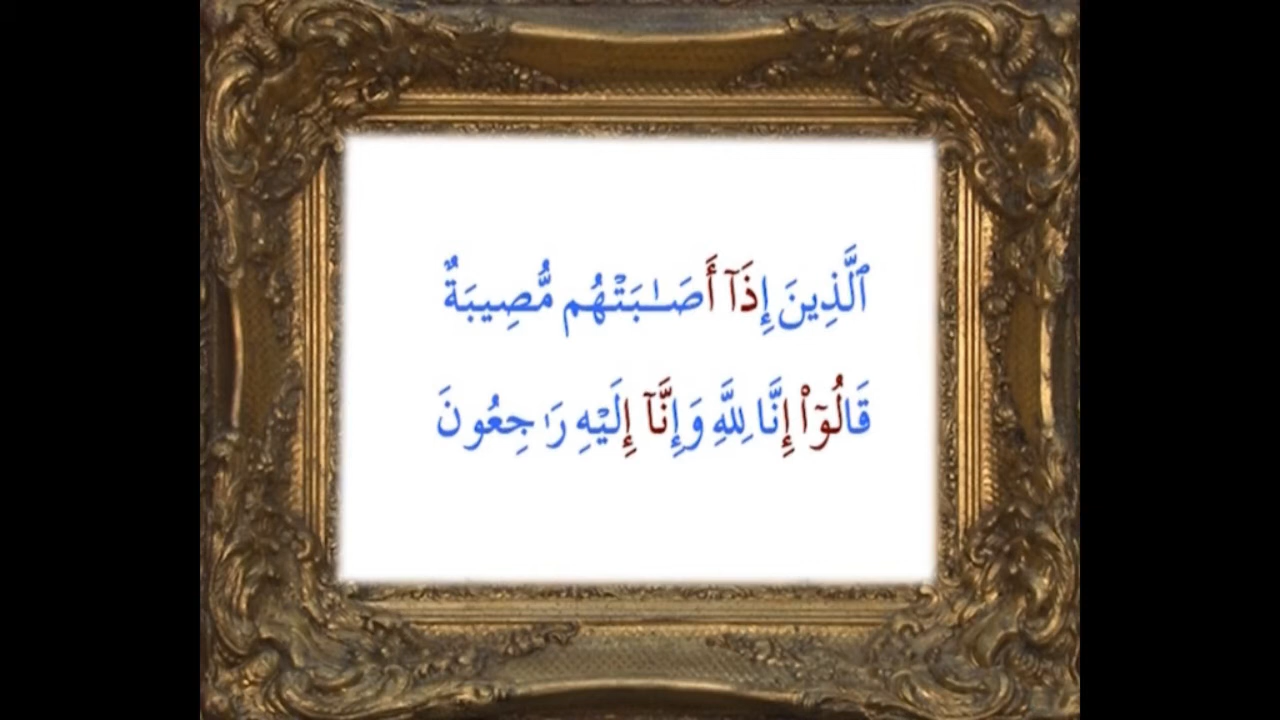 ٱلَّذِينَ إِذَآ أَصَـٰبَتْهُم مُّصِيبَةٌ
قَالُوٓا۟ إِنَّا لِلَّهِ وَإِنَّآ إِلَيْهِ رَٰجِعُونَ